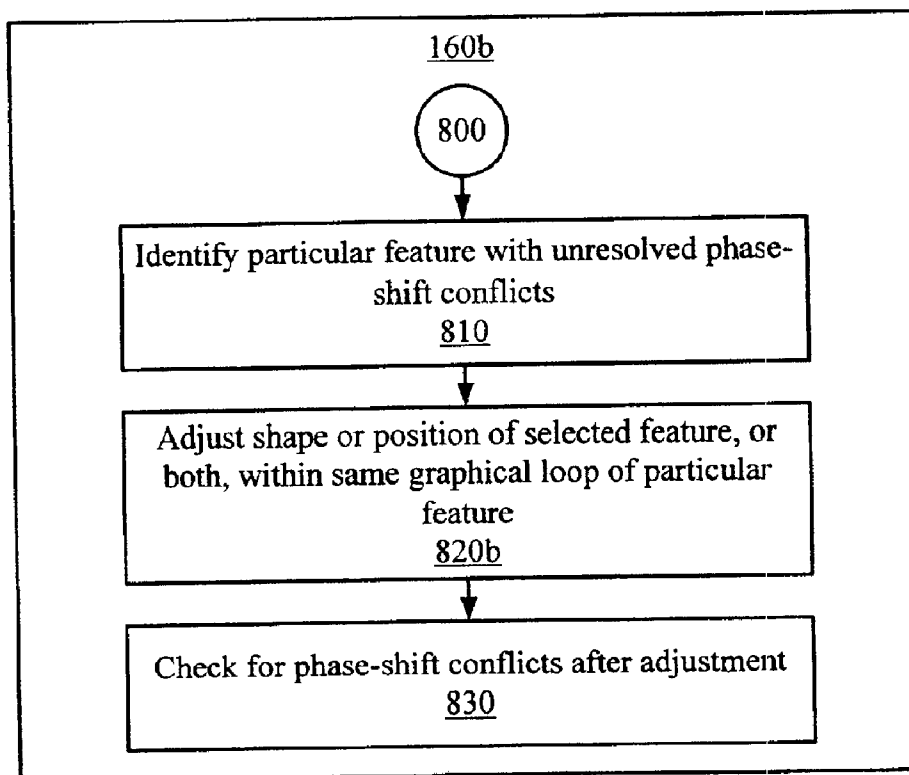 160b
800
Identify particular feature with unresolved phase-
shift conflicts
810
Adjust shape or position of selected feature, or
both, within same graphical loop of particular
feature
820b
Check for phase-shift conflicts after adjustment
830